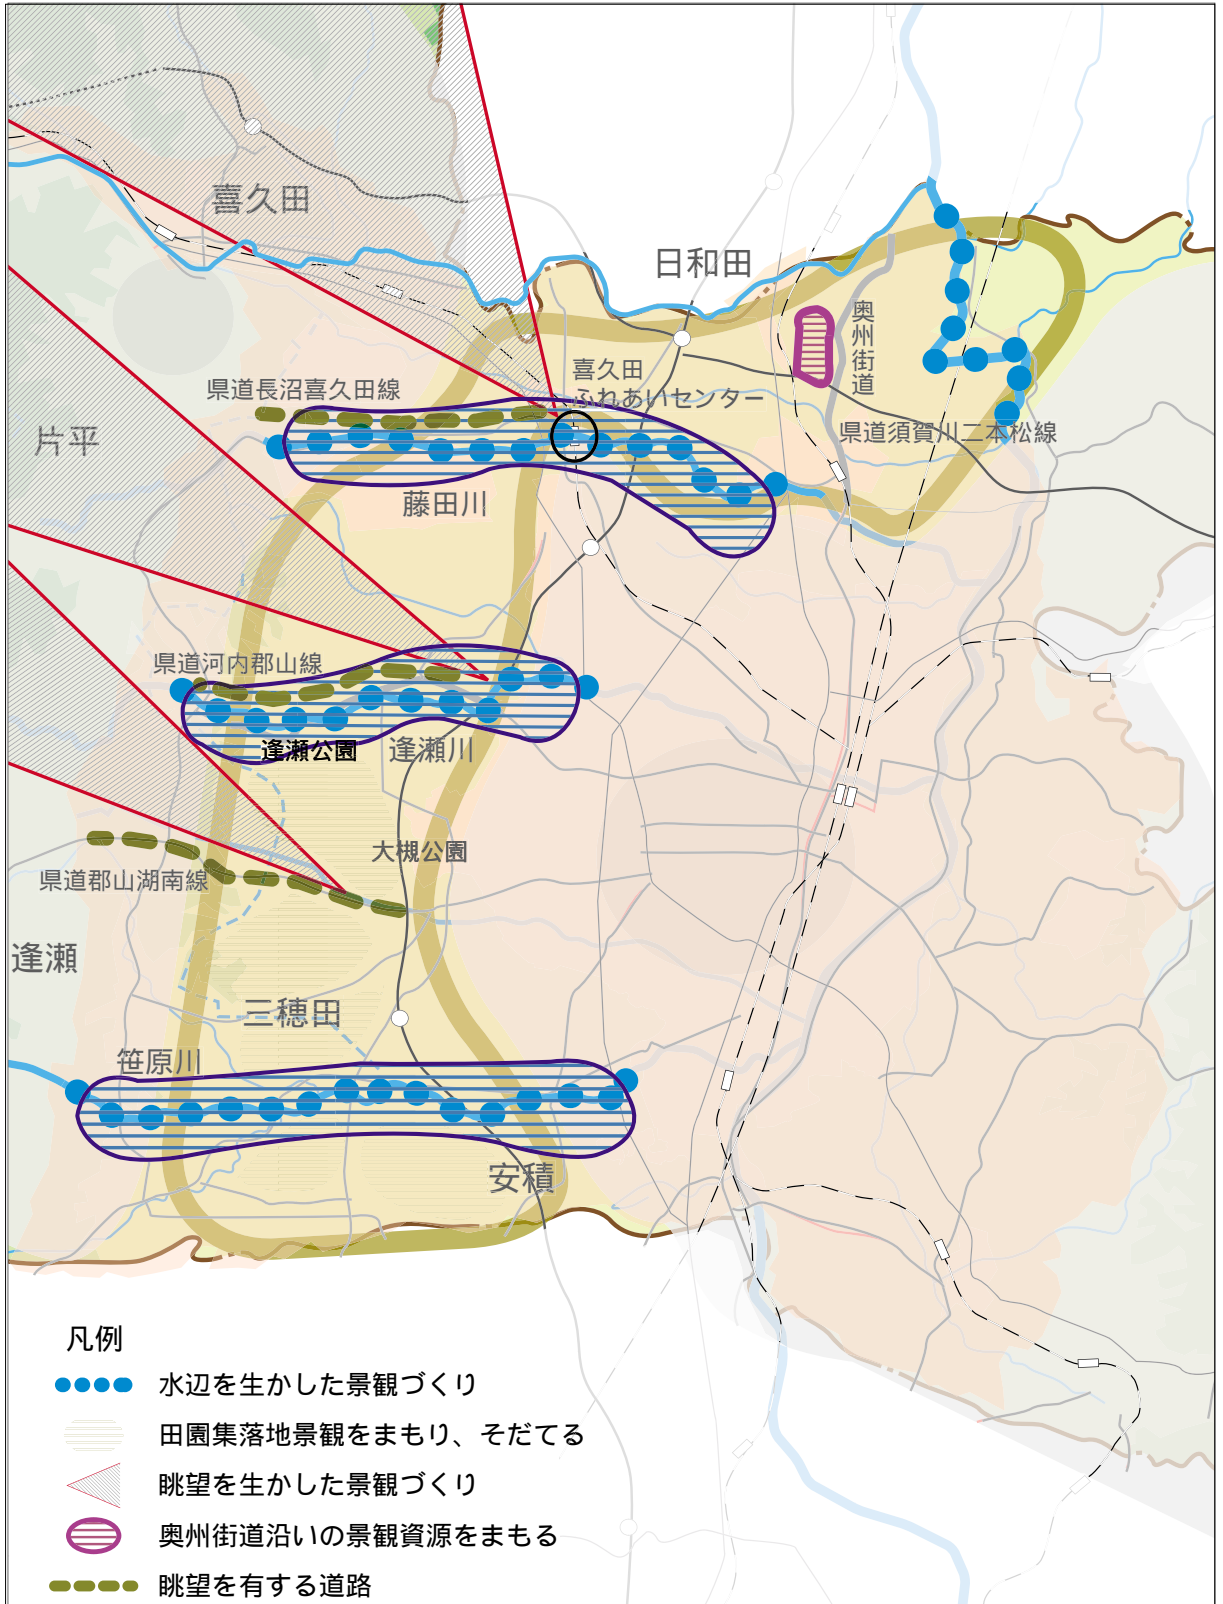 喜久田
日和田
奥州街道
喜久田
ふれあいセンター
県道長沼喜久田線
片平
県道須賀川二本松線
藤田川
県道河内郡山線
逢瀬公園
逢瀬川
大槻公園
県道郡山湖南線
逢瀬
三穂田
笹原川
安積
凡例
水辺を生かした景観づくり
田園集落地景観をまもり、そだてる
眺望を生かした景観づくり
奥州街道沿いの景観資源をまもる
眺望を有する道路